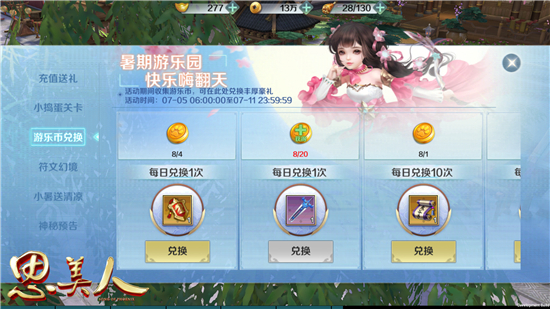 277
13万
28/130
暑期游乐园
快乐嗨翻天
活动期间收集游乐币，可在此处兑换丰厚豪礼
活动时间：07-05 06:00:00至07-11 23:59:59
充值送礼
小捣蛋关卡
游乐币兑换
符文幻境
小暑送清凉
神秘预告
8/4
8/20
8/1
每日兑换1次
每日兑换1次
每日兑换10次
兑换
兑换
兑换
思·美人